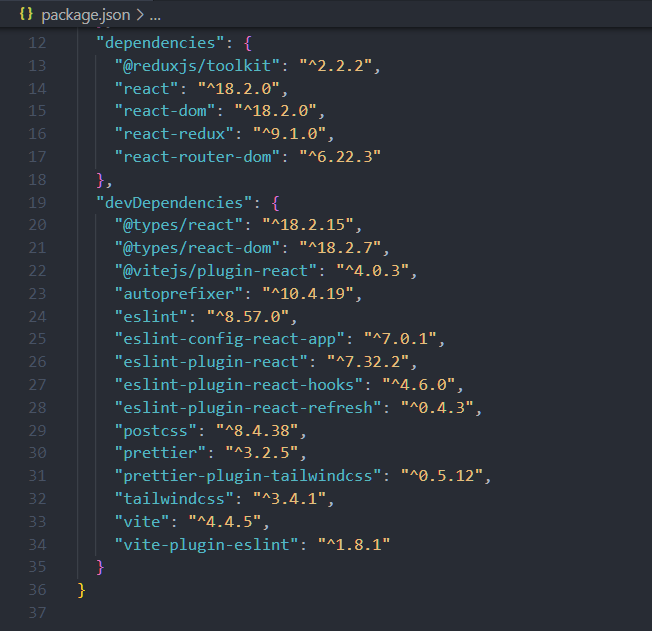 {} package.json > ...
12 "dependencies": {
13 "@reduxjs/toolkit": "^2.2.2",
14 "react": "^18.2.0",
15 "react-dom": "^18.2.0",
16 "react-redux": "^9.1.0",
17 "react-router-dom": "^6.22.3"
18 },
19 "devDependencies": {
20 "@types/react": "^18.2.15",
21 "@types/react-dom": "^18.2.7",
22 "@vitejs/plugin-react": "^4.0.3",
23 "autoprefixer": "^10.4.19",
24 "eslint": "^8.57.0",
25 "eslint-config-react-app": "^7.0.1",
26 "eslint-plugin-react": "^7.32.2",
27 "eslint-plugin-react-hooks": "^4.6.0",
28 "eslint-plugin-react-refresh": "^0.4.3",
29 "postcss": "^8.4.38",
30 "prettier": "^3.2.5",
31 "prettier-plugin-tailwindcss": "^0.5.12",
32 "tailwindcss": "^3.4.1",
33 "vite": "^4.4.5",
34 "vite-plugin-eslint": "^1.8.1"
35 }
36 }
37